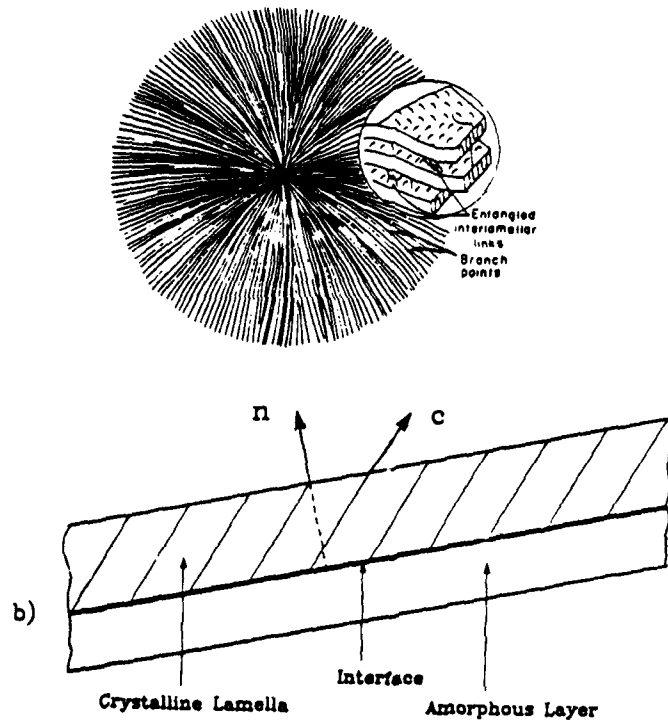 Entangled
interlamellar
links
Branch
points
n
c
b)
Interface
Crystalline Lamella
Amorphous Layer